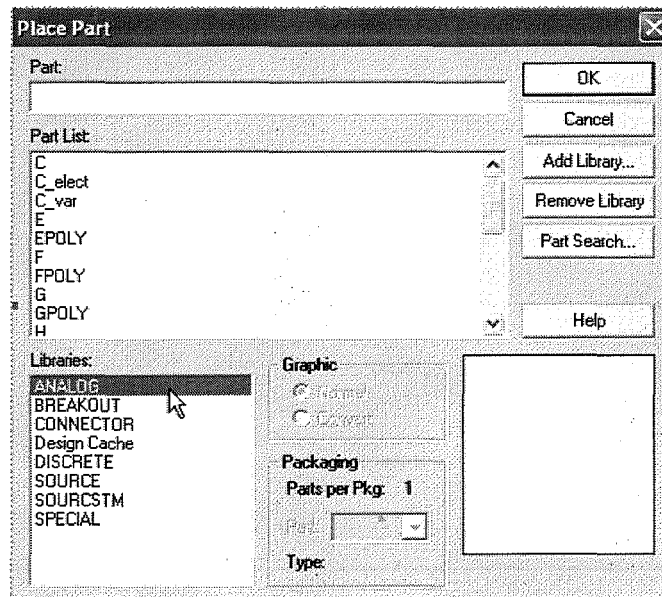 Place Part
Part:
OK
Cancel
Part List:
C
C_elect
C_var
E
EPOLY
F
FPOLY
G
GPOLY
H
Add Library...
Remove Library
Part Search...
Help
Libraries:
ANALOG
BREAKOUT
CONNECTOR
Design Cache
DISCRETE
SOURCE
SOURCSTM
SPECIAL
Graphic
Normal
Convert
Packaging
Parts per Pkg: 1
Part:
Type: